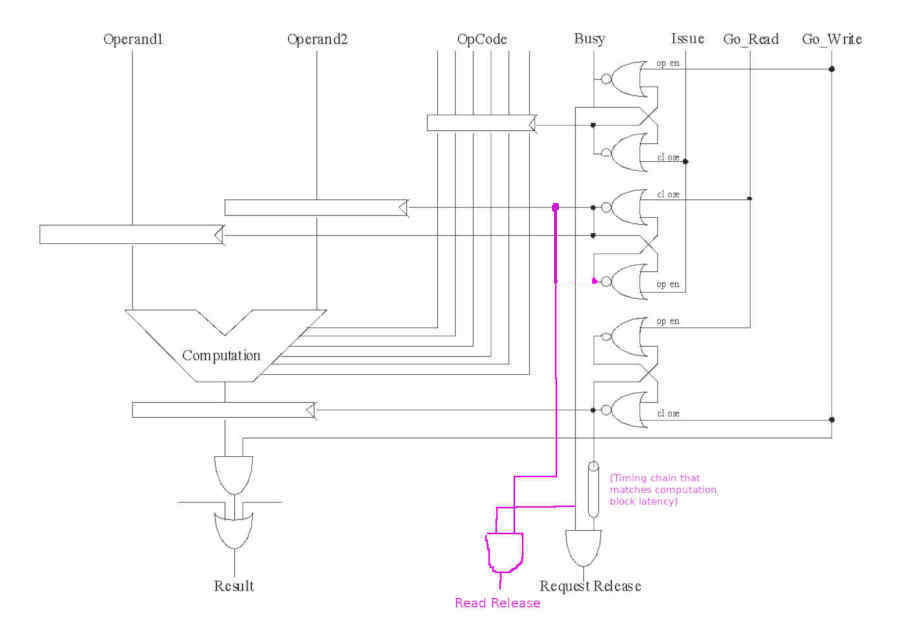 Operand1 Operand2 OpCode Busy Issue Go_Read Go_Write
open
close
close
open
open
Computation
close
(Timing chain that
matches computation
block latency)
Result Request Release
Read Release